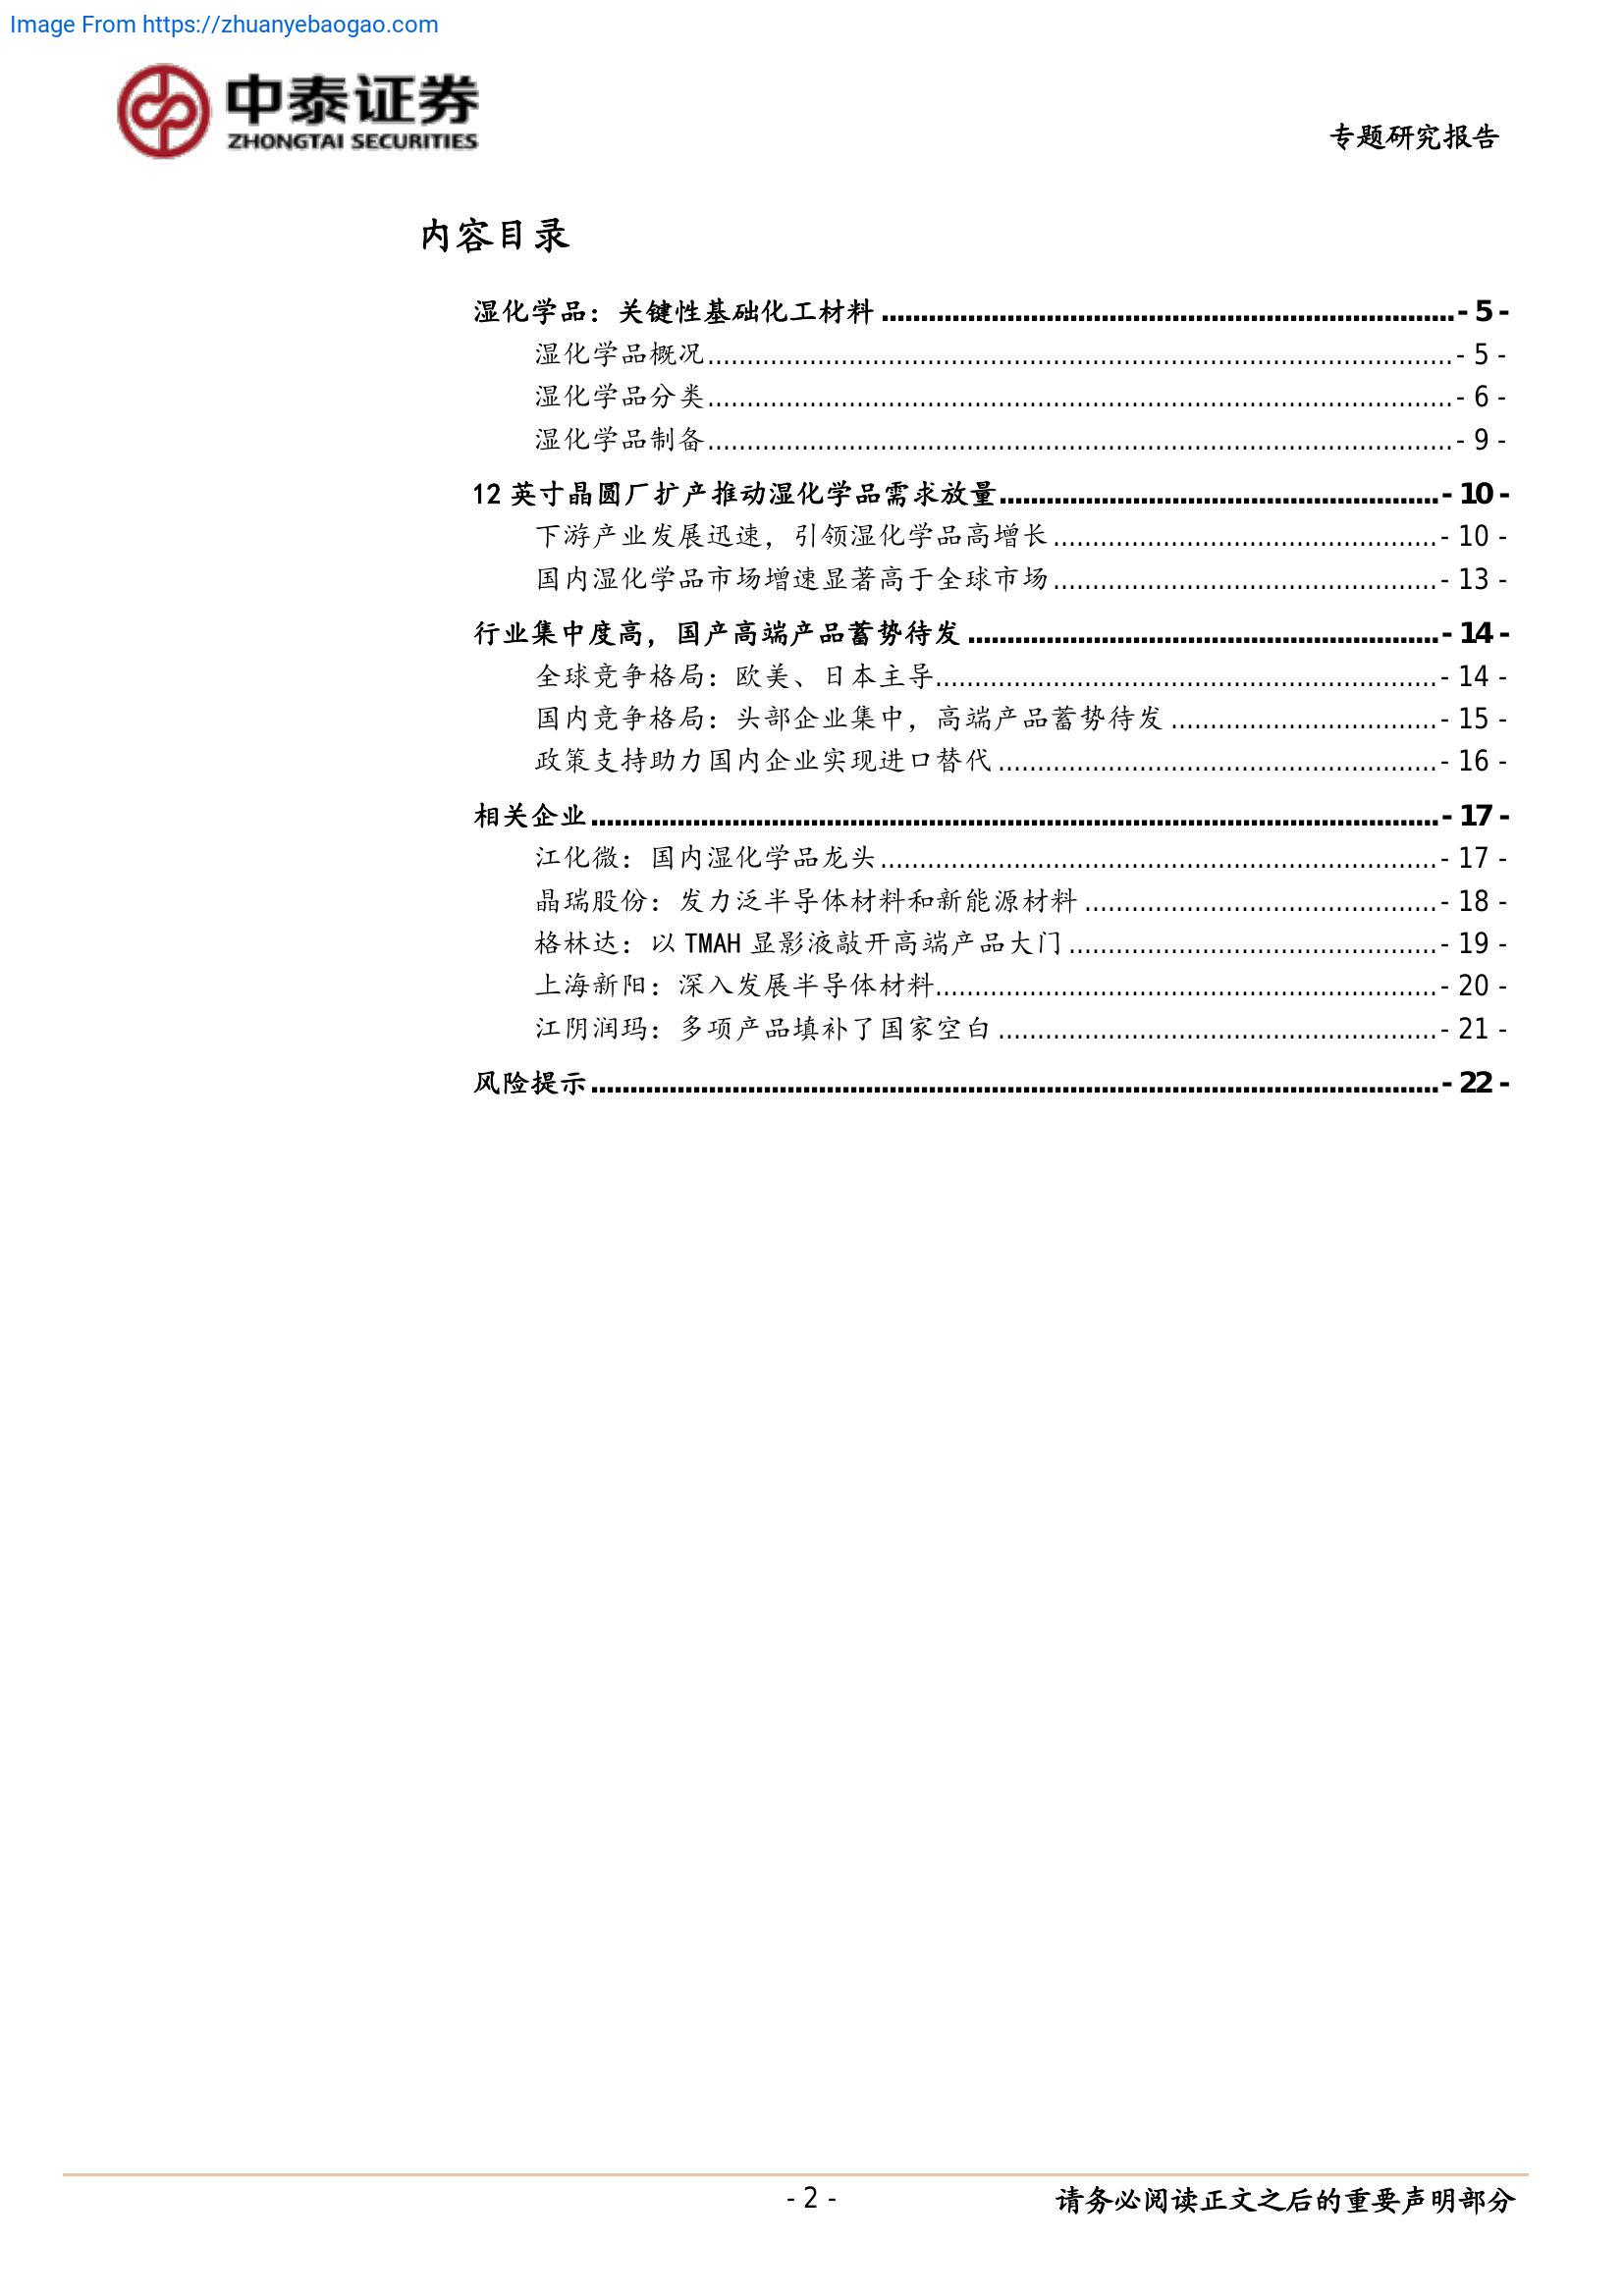 Image From https://zhuanyebaogao.com
中泰证券
ZHONGTAI SECURITIES
专题研究报告
内容目录
湿化学品：关键性基础化工材料 ........................................................................ - 5 -
湿化学品概况 ............................................................................................... - 5 -
湿化学品分类 ............................................................................................... - 6 -
湿化学品制备 ............................................................................................... - 9 -
12 英寸晶圆厂扩产推动湿化学品需求放量 ........................................................ - 10 -
下游产业发展迅速，引领湿化学品高增长 ................................................. - 10 -
国内湿化学品市场增速显著高于全球市场 ................................................. - 13 -
行业集中度高，国产高端产品蓄势待发 ............................................................ - 14 -
全球竞争格局：欧美、日本主导 ................................................................ - 14 -
国内竞争格局：头部企业集中，高端产品蓄势待发 .................................. - 15 -
政策支持助力国内企业实现进口替代 ........................................................ - 16 -
相关企业 ............................................................................................................ - 17 -
江化微：国内湿化学品龙头 ....................................................................... - 17 -
晶瑞股份：发力泛半导体材料和新能源材料 ............................................. - 18 -
格林达：以 TMAH 显影液敲开高端产品大门 ............................................... - 19 -
上海新阳：深入发展半导体材料 ................................................................ - 20 -
江阴润玛：多项产品填补了国家空白 ........................................................ - 21 -
风险提示 ............................................................................................................ - 22 -
- 2 -
请务必阅读正文之后的重要声明部分